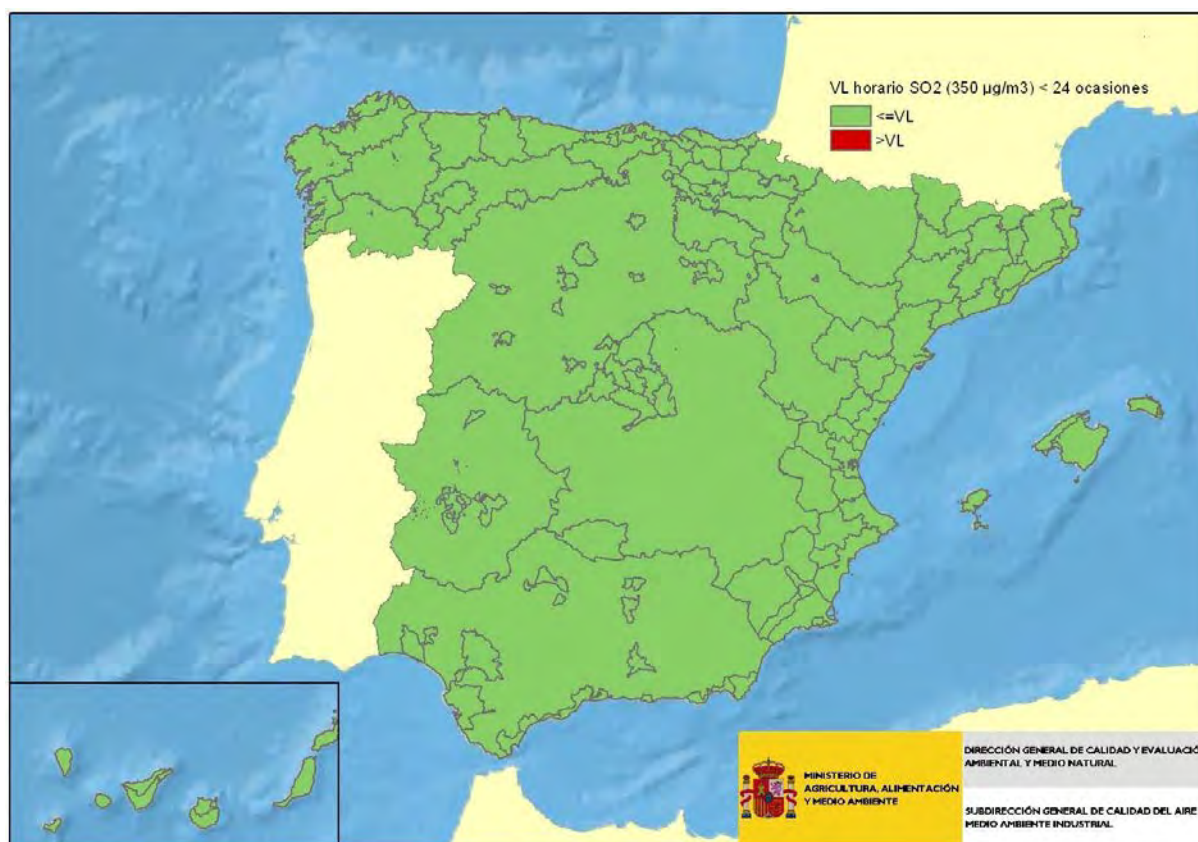 VL horario SO2 (350 µg/m3) < 24 ocasiones
<=VL
>VL
MINISTERIO DE
AGRICULTURA, ALIMENTACIÓN
Y MEDIO AMBIENTE
DIRECCIÓN GENERAL DE CALIDAD Y EVALUACIÓ
AMBIENTAL Y MEDIO NATURAL
SUBDIRECCIÓN GENERAL DE CALIDAD DEL AIRE
MEDIO AMBIENTE INDUSTRIAL